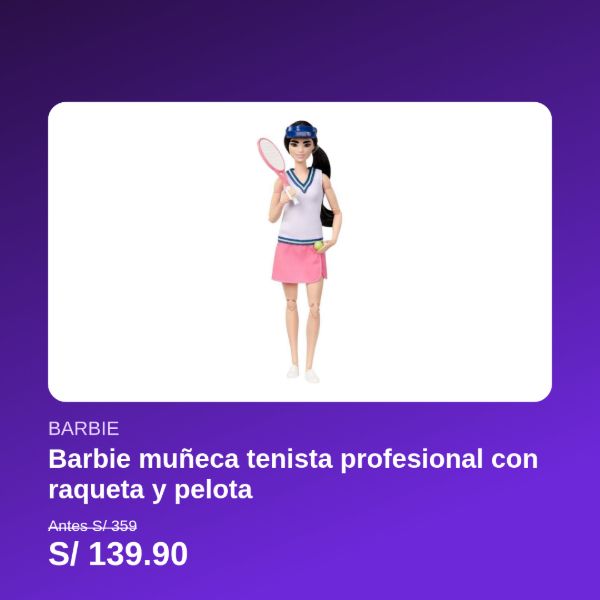 BARBIE
Barbie muñeca tenista profesional con
raqueta y pelota
Antes S/ 359
S/ 139.90